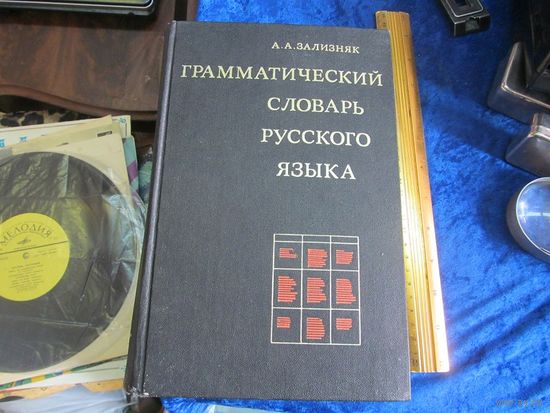 А. А. ЗАЛИЗНЯК
ГРАММАТИЧЕСКИЙ
СЛОВАРЬ
РУССКОГО
ЯЗЫКА
МЕЛОДИЯ